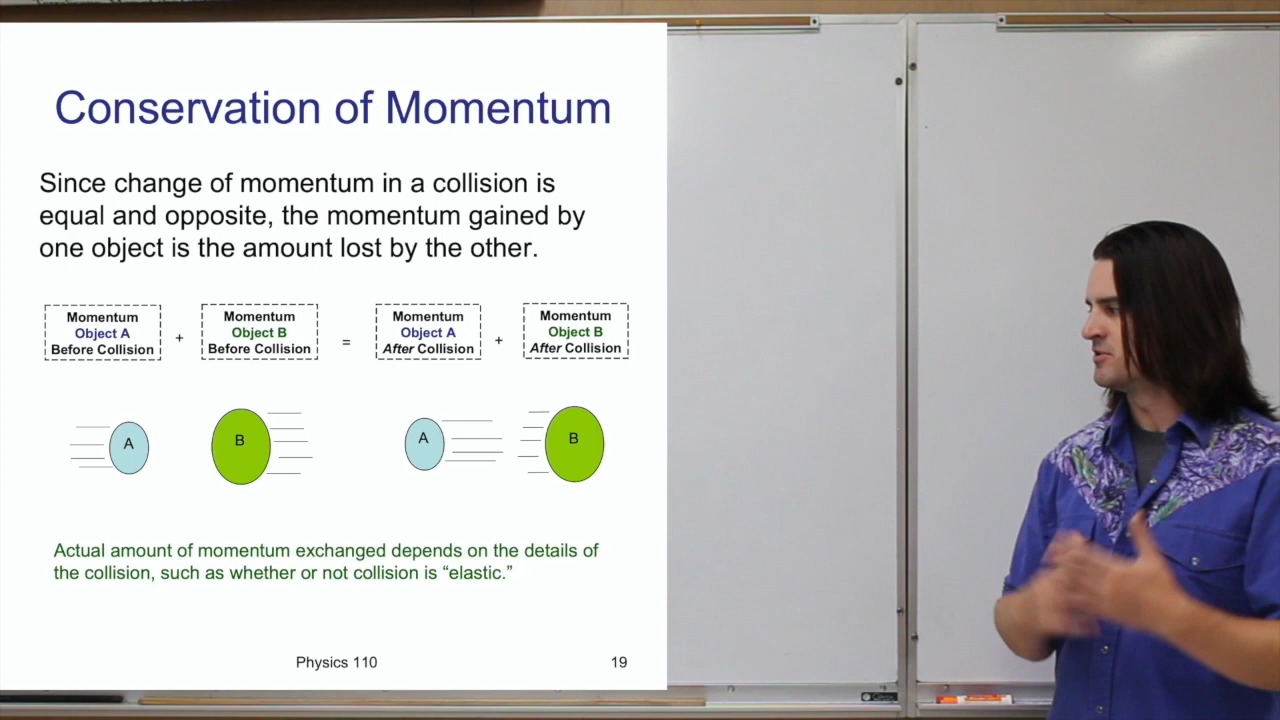 Conservation of Momentum
Since change of momentum in a collision is
equal and opposite, the momentum gained by
one object is the amount lost by the other.
Momentum
Object A
Before Collision
+
Momentum
Object B
Before Collision
=
Momentum
Object A
After Collision
+
Momentum
Object B
After Collision
A
B
A
B
Actual amount of momentum exchanged depends on the details of
the collision, such as whether or not collision is “elastic.”
Physics 110
19